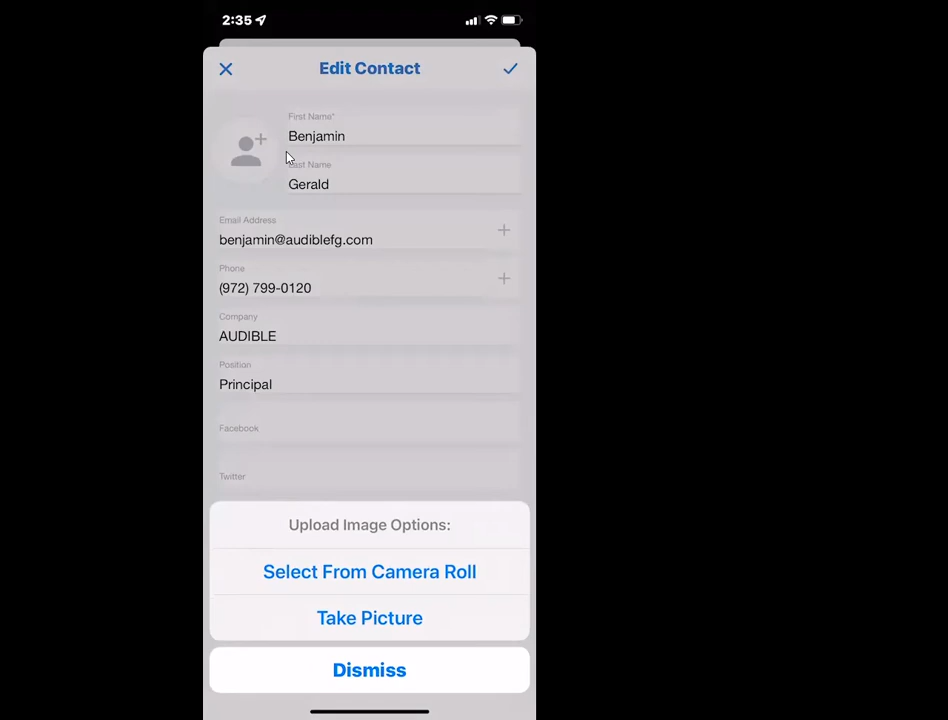 2:35
Edit Contact
First Name*
Benjamin
Last Name
Gerald
Email Address
benjamin@audiblefg.com
Phone
(972) 799-0120
Company
AUDIBLE
Position
Principal
Facebook
Twitter
Upload Image Options:
Select From Camera Roll
Take Picture
Dismiss